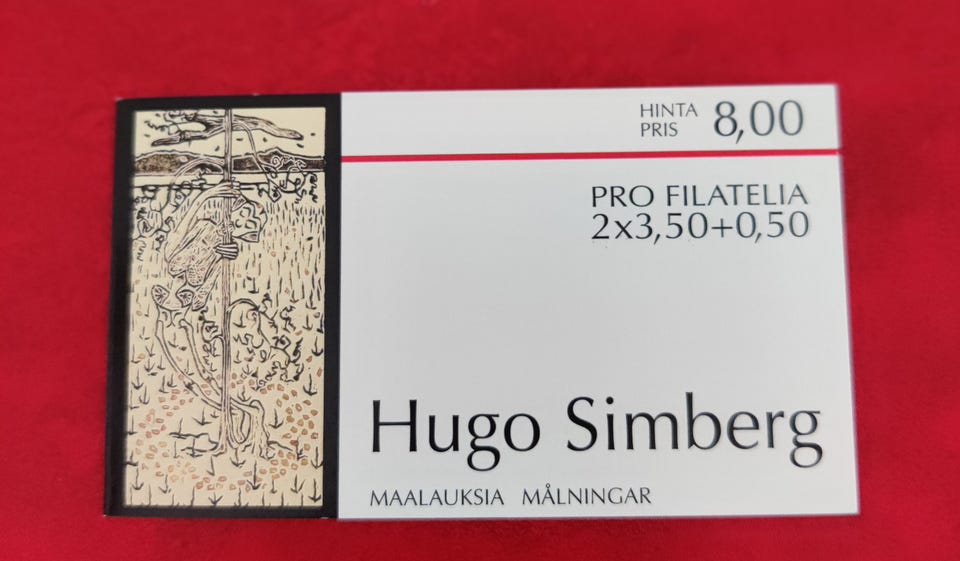 HINTA
PRIS 8,00
PRO FILATELIA
2x3,50+0,50
Hugo Simberg
MAALAUKSIA MÅLNINGAR